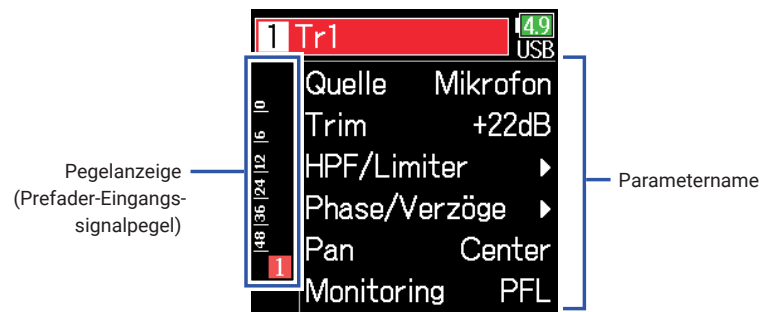 1 Tr1 4.9
USB
Quelle Mikrofon
Trim +22dB
HPF/Limiter
Phase/Verzöge
Pan Center
Monitoring PFL
48 36 24 12 6 0
1
Pegelanzeige
(Prefader-Eingangs-
signalpegel)
Parametername